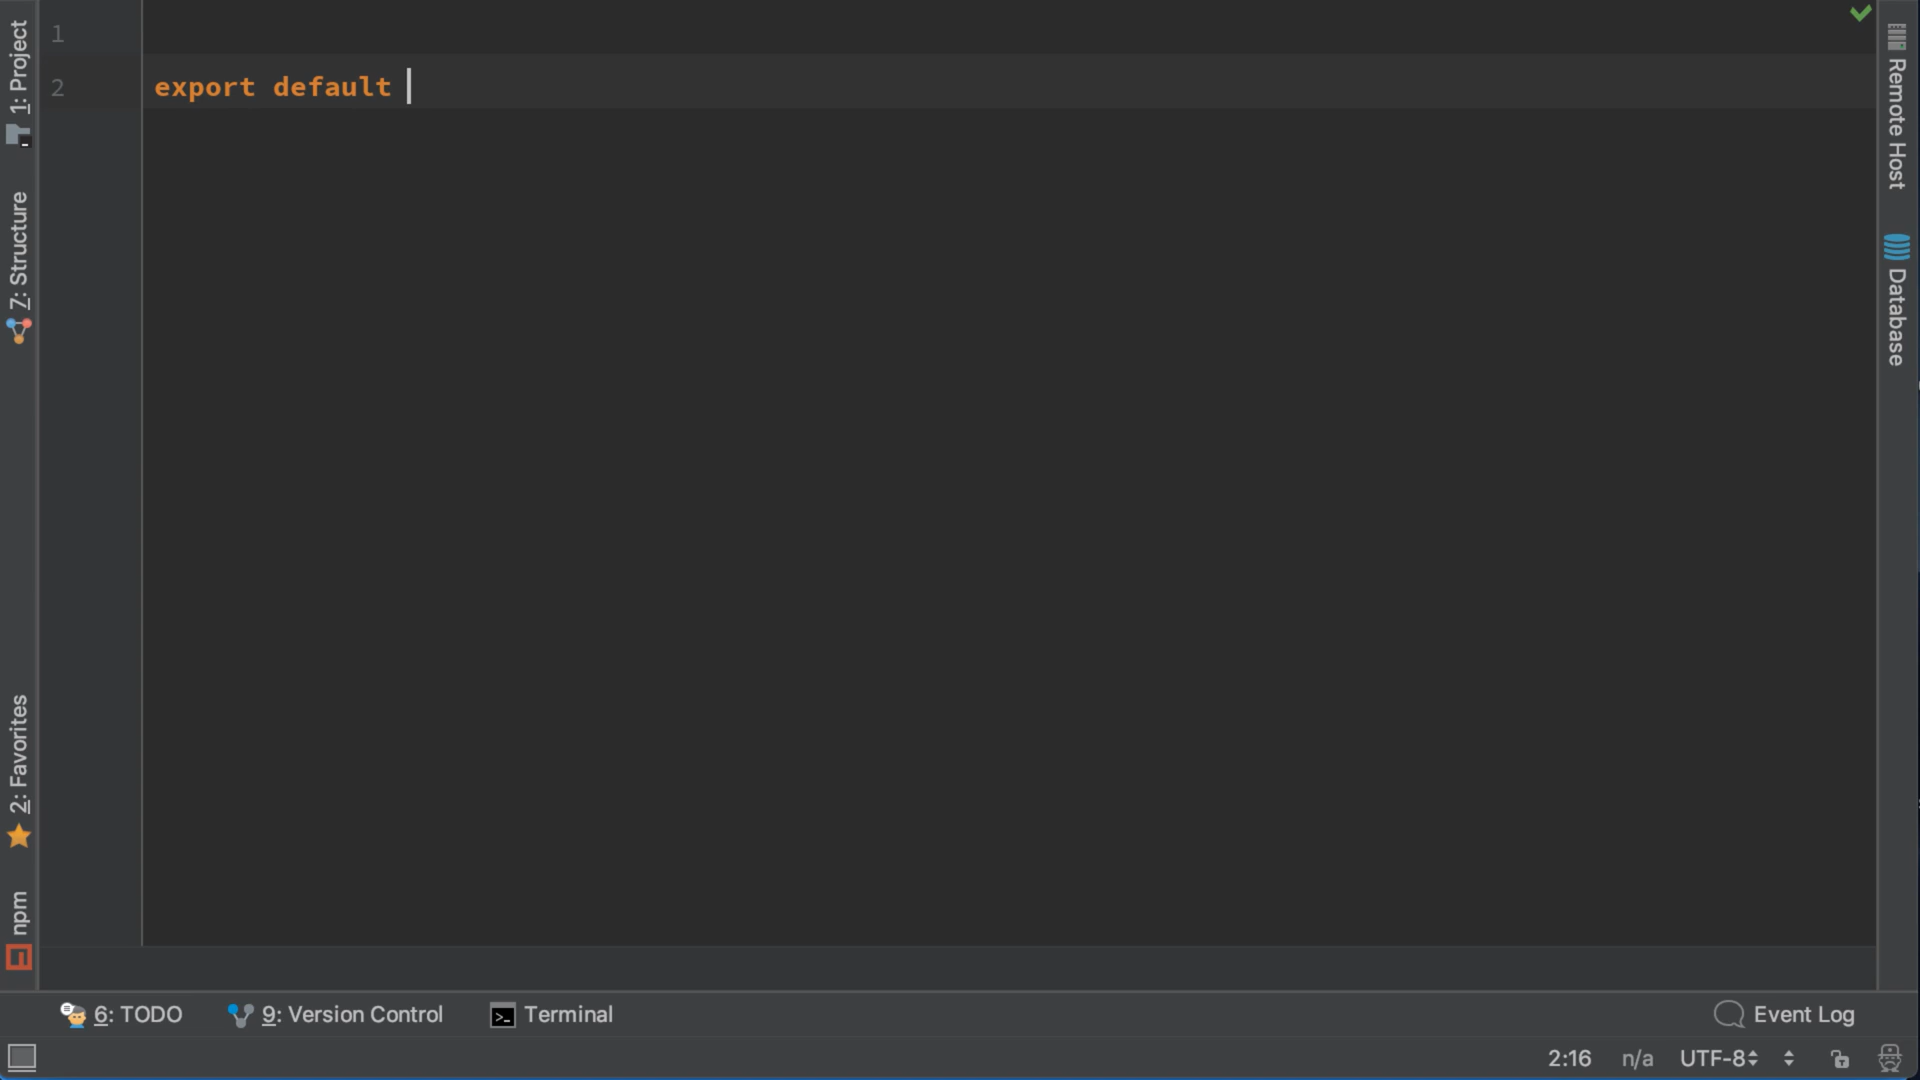 1
export default
2
1: Project
7: Structure
2: Favorites
npm
Remote Host
Database
6: TODO
9: Version Control
Terminal
Event Log
2:16
n/a
UTF-8